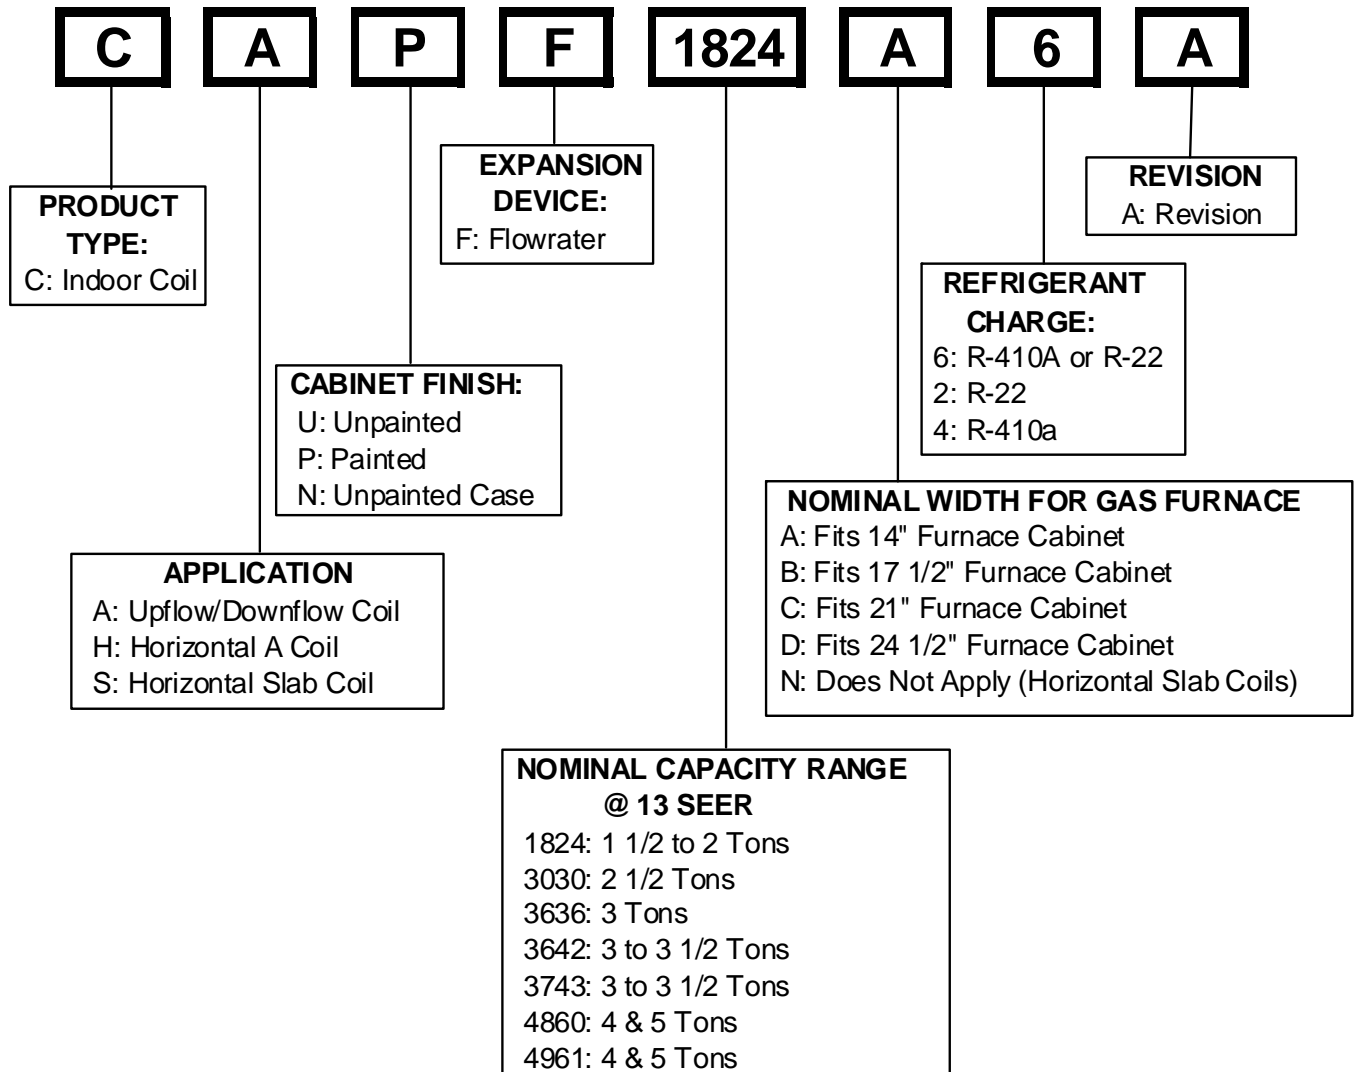 C A P F 1824 A 6 A
PRODUCT
TYPE:
C: Indoor Coil
EXPANSION
DEVICE:
F: Flowrater
REVISION
A: Revision
REFRIGERANT
CHARGE:
6: R-410A or R-22
2: R-22
4: R-410a
CABINET FINISH:
U: Unpainted
P: Painted
N: Unpainted Case
NOMINAL WIDTH FOR GAS FURNACE
A: Fits 14" Furnace Cabinet
B: Fits 17 1/2" Furnace Cabinet
C: Fits 21" Furnace Cabinet
D: Fits 24 1/2" Furnace Cabinet
N: Does Not Apply (Horizontal Slab Coils)
APPLICATION
A: Upflow/Downflow Coil
H: Horizontal A Coil
S: Horizontal Slab Coil
NOMINAL CAPACITY RANGE
@ 13 SEER
1824: 1 1/2 to 2 Tons
3030: 2 1/2 Tons
3636: 3 Tons
3642: 3 to 3 1/2 Tons
3743: 3 to 3 1/2 Tons
4860: 4 & 5 Tons
4961: 4 & 5 Tons